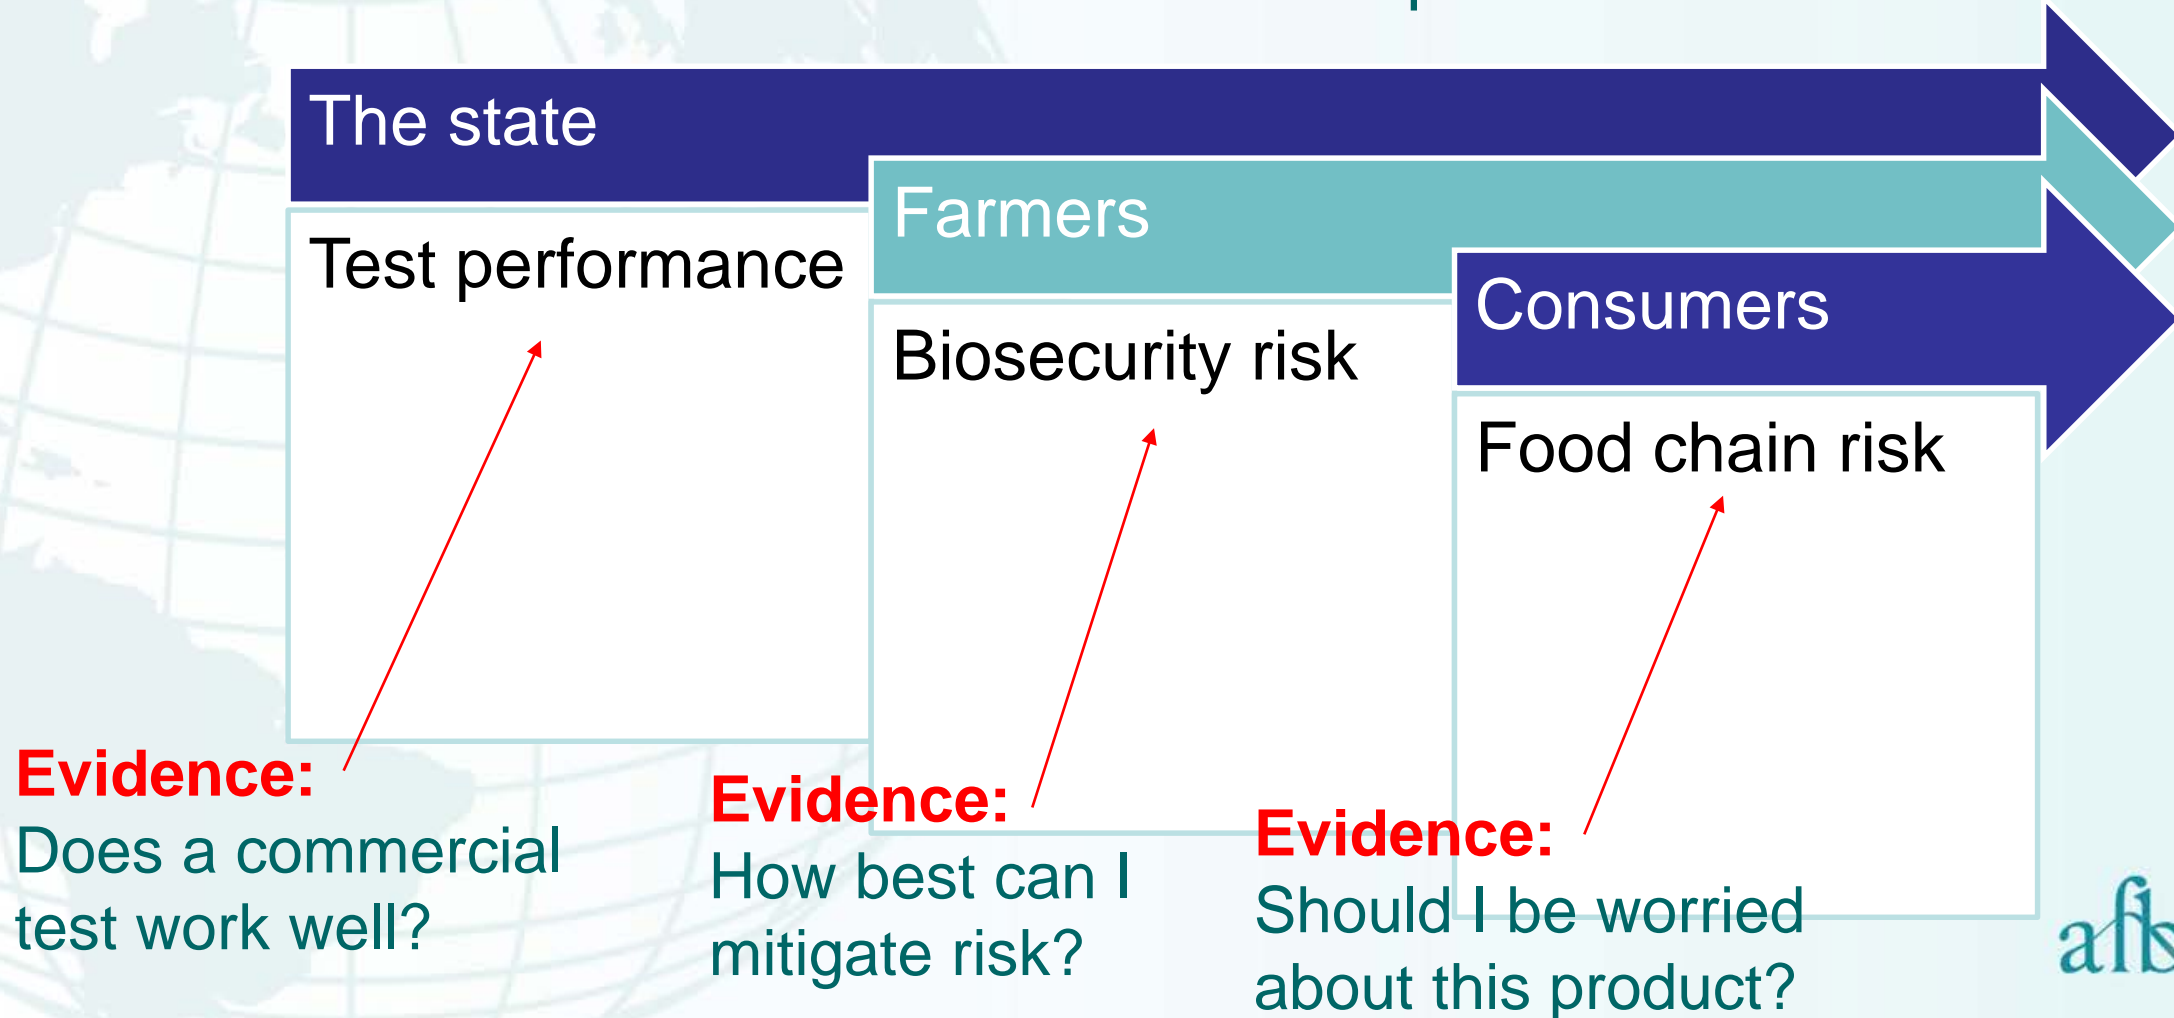 The state
Test performance
Farmers
Biosecurity risk
Consumers
Food chain risk
Evidence:
Does a commercial
test work well?
Evidence:
How best can I
mitigate risk?
Evidence:
Should I be worried
about this product?